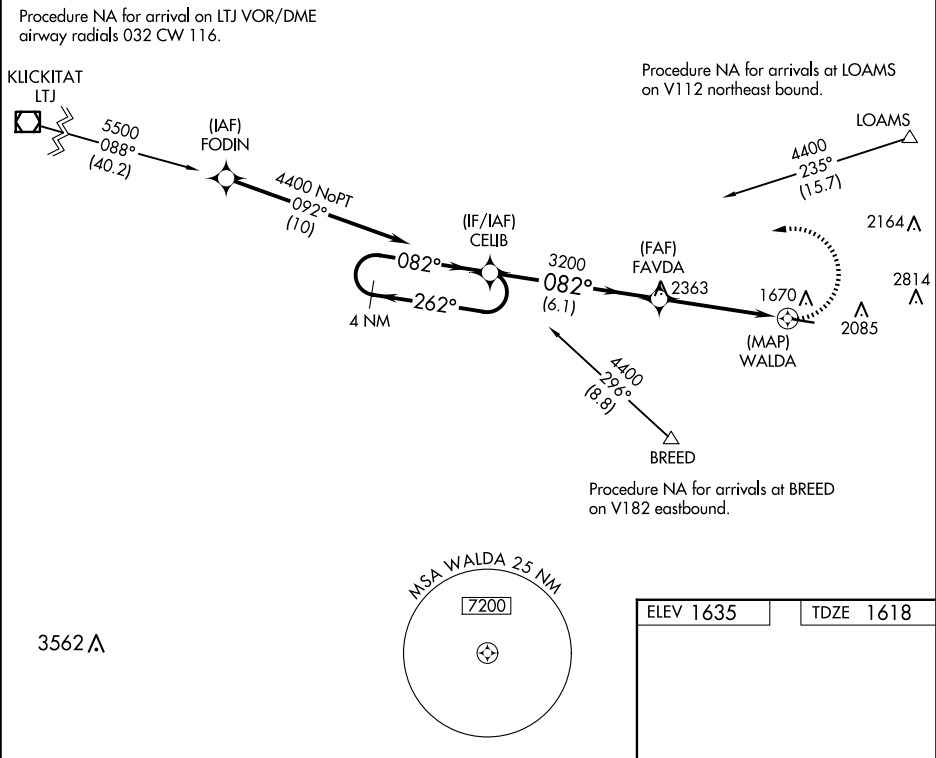 Procedure NA for arrival on LTJ VOR/DME
airway radials 032 CW 116.
KLICKITAT
LTJ
5500
088°
(40.2)
(IAF)
FODIN
4400 NoPT
092°
(10)
Procedure NA for arrivals at LOAMS
on V112 northeast bound.
LOAMS
4400
235°
(15.7)
2164
2814
2085
1670
(IF/IAF)
CELIB
082°
262°
4 NM
3200
082°
(6.1)
(FAF)
FAVDA
2363
(MAP)
WALDA
4400
296°
(8.8)
BREED
Procedure NA for arrivals at BREED
on V182 eastbound.
MSA WALDA 25 NM
7200
3562
ELEV 1635
TDZE 1618